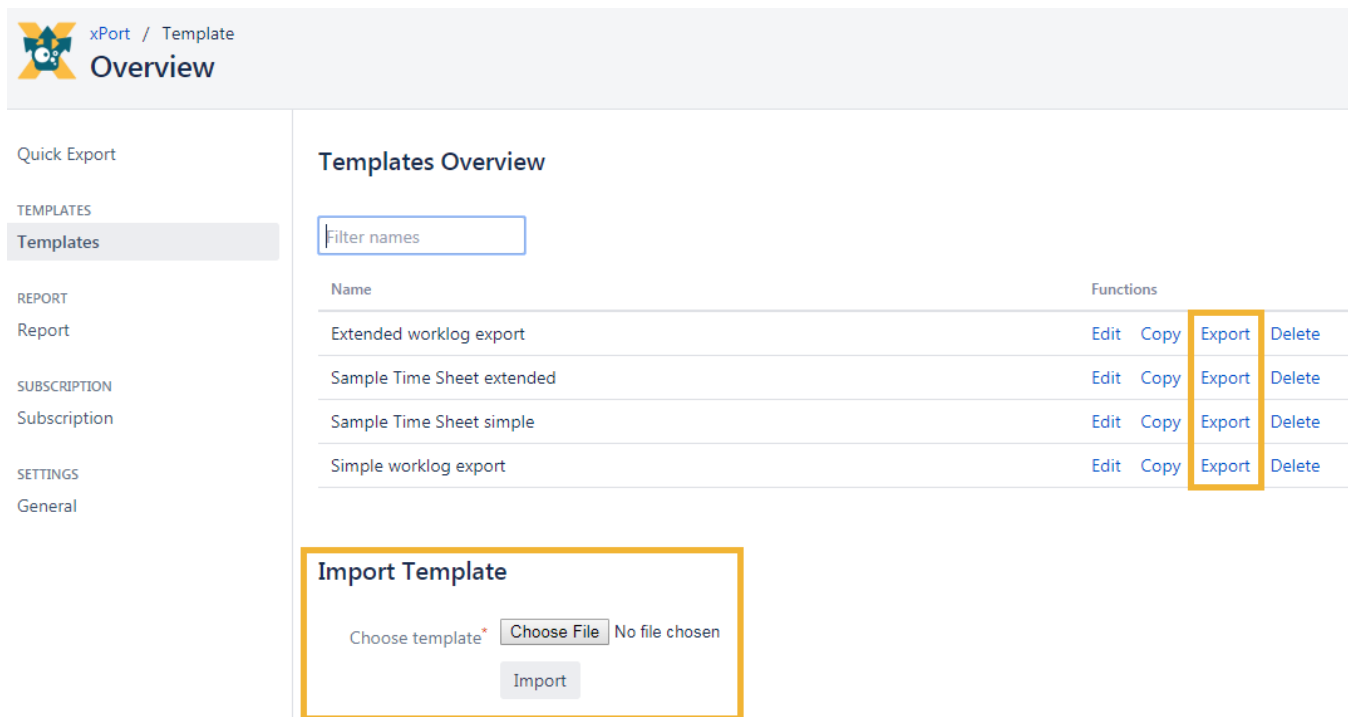 xPort / Template
Overview
Quick Export
TEMPLATES
Templates
REPORT
Report
SUBSCRIPTION
Subscription
SETTINGS
General
Templates Overview
Filter names
Name Functions
Extended worklog export Edit Copy Export Delete
Sample Time Sheet extended Edit Copy Export Delete
Sample Time Sheet simple Edit Copy Export Delete
Simple worklog export Edit Copy Export Delete
Import Template
Choose template* Choose File No file chosen
Import